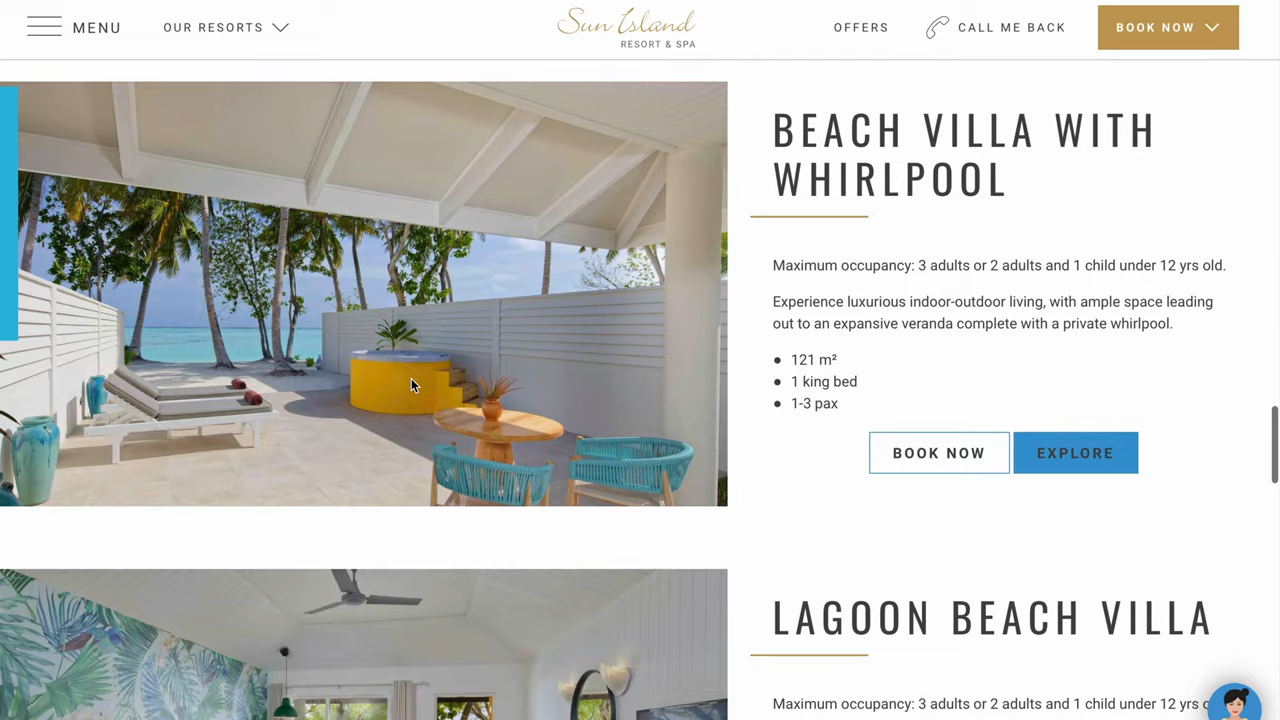 MENU
OUR RESORTS
Sun Island
RESORT & SPA
OFFERS
CALL ME BACK
BOOK NOW
BEACH VILLA WITH
WHIRLPOOL
Maximum occupancy: 3 adults or 2 adults and 1 child under 12 yrs old.
Experience luxurious indoor-outdoor living, with ample space leading
out to an expansive veranda complete with a private whirlpool.
● 121 m²
● 1 king bed
● 1-3 pax
BOOK NOW
EXPLORE
LAGOON BEACH VILLA
Maximum occupancy: 3 adults or 2 adults and 1 child under 12 yrs